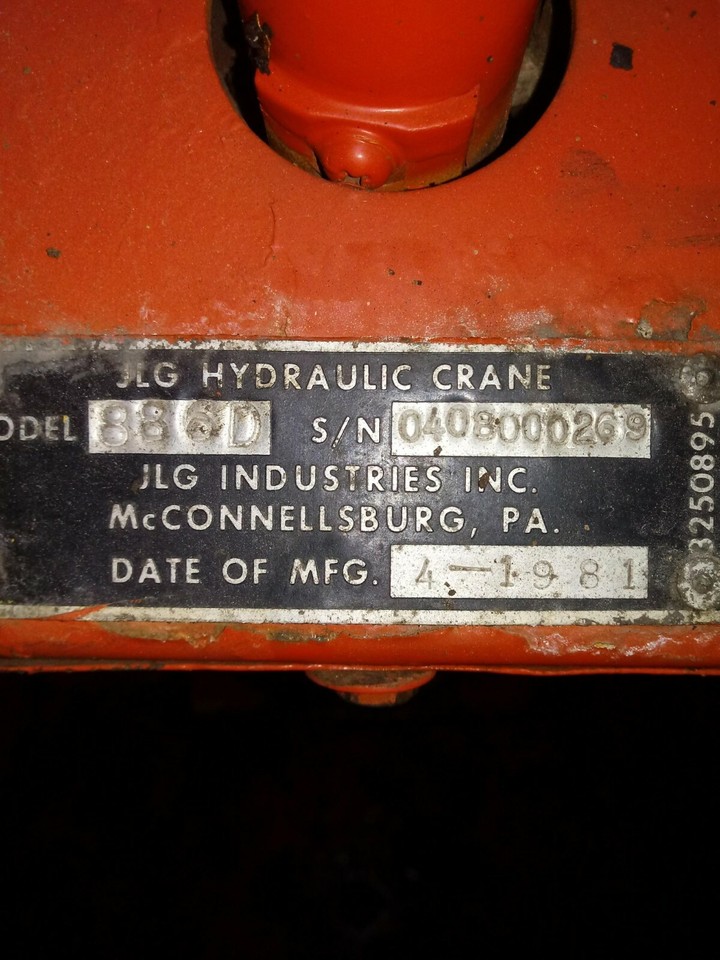 JLG HYDRAULIC CRANE
ODEL 886D S/N 0408000269
JLG INDUSTRIES INC.
McCONNELLSBURG, PA.
DATE OF MFG. 4-1981
3250895